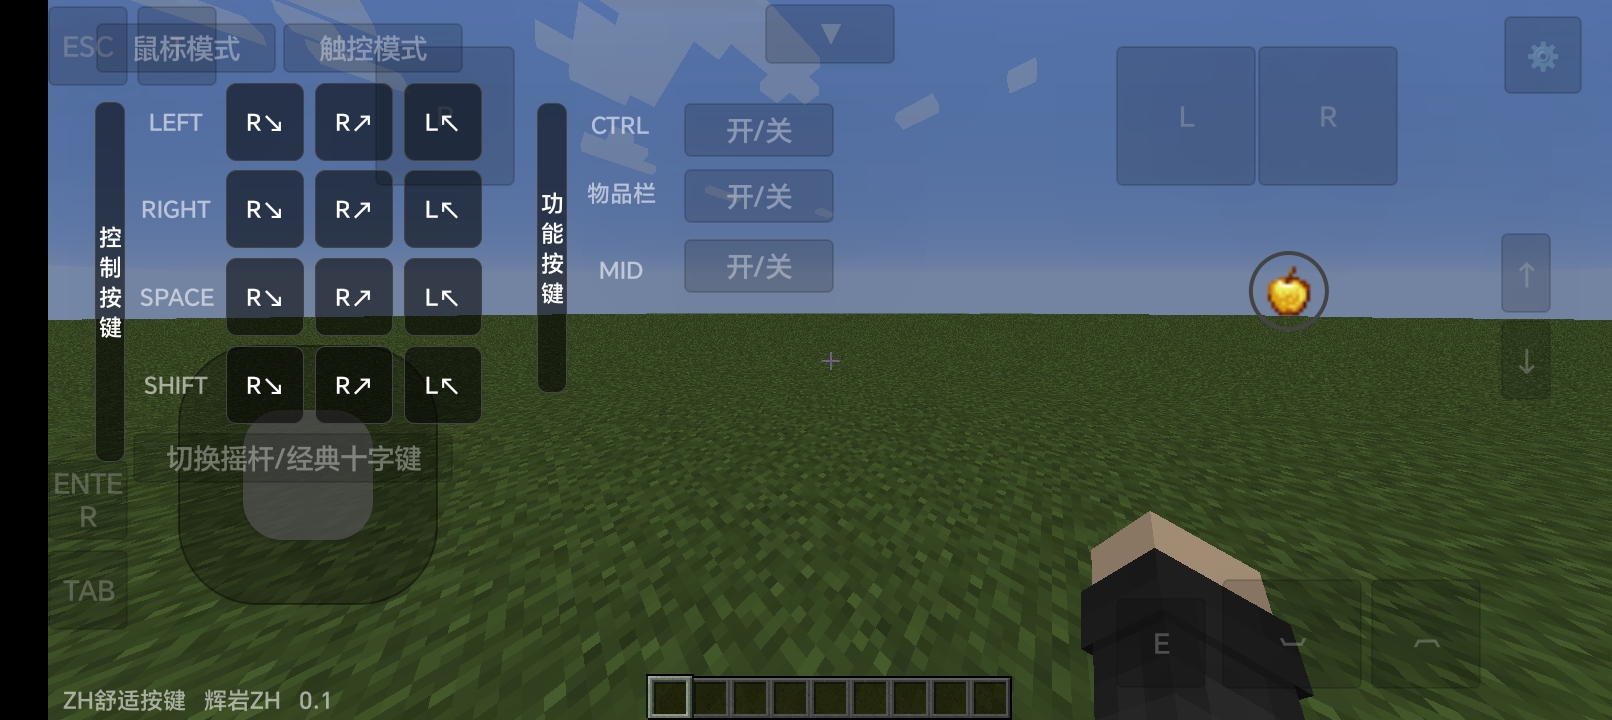 ESC
鼠标模式
触控模式
▼
L
R
LEFT
R↘
R↗
L↖
RIGHT
R↘
R↗
L↖
SPACE
R↘
R↗
L↖
SHIFT
R↘
R↗
L↖
控制按键
功能按键
CTRL
开/关
物品栏
开/关
MID
开/关
↑
↓
切换摇杆/经典十字键
ENTE
R
TAB
E
ZH舒适按键 辉岩ZH 0.1